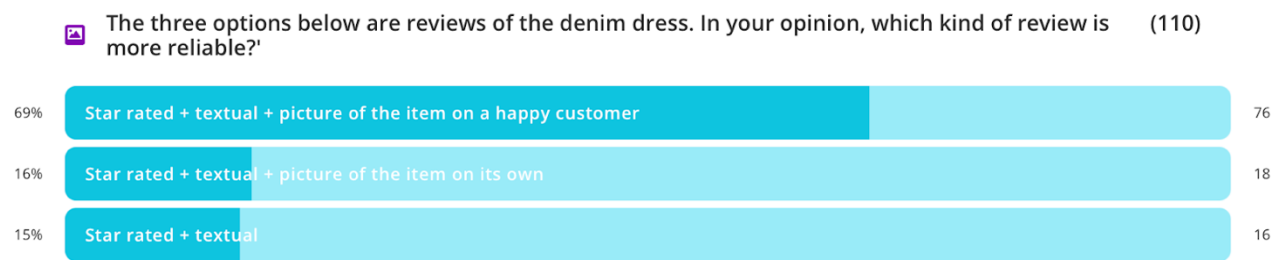 The three options below are reviews of the denim dress. In your opinion, which kind of review is (110)
more reliable?'
69% Star rated + textual + picture of the item on a happy customer 76
16% Star rated + textual + picture of the item on its own 18
15% Star rated + textual 16